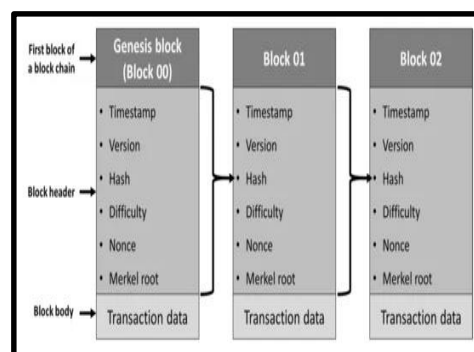 First block of
a block chain
Genesis block
(Block 00)
Block 01
Block 02
Block header
• Timestamp
• Version
• Hash
• Difficulty
• Nonce
• Merkel root
• Timestamp
• Version
• Hash
• Difficulty
• Nonce
• Merkel root
• Timestamp
• Version
• Hash
• Difficulty
• Nonce
• Merkel root
Block body
Transaction data
Transaction data
Transaction data